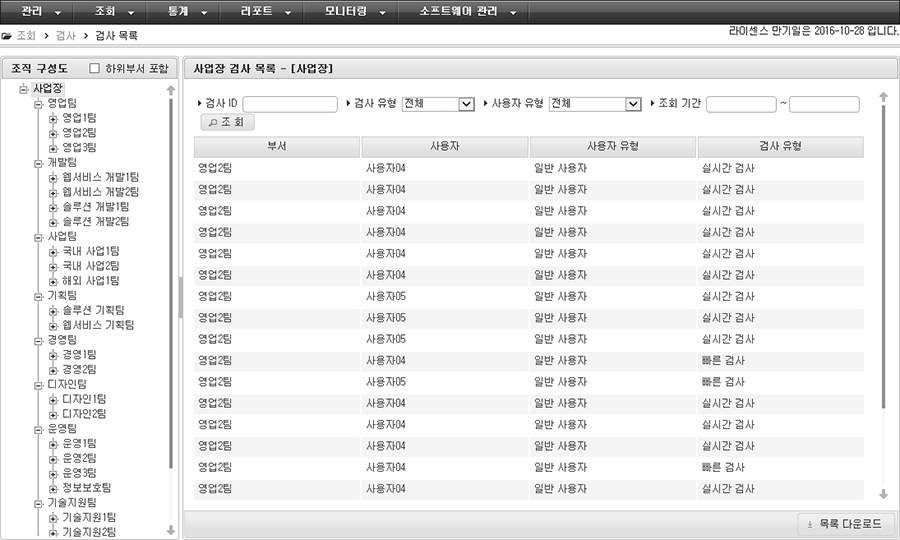 관리 조회 통계 리포트 모니터링 소프트웨어 관리
조회 > 검사 > 검사 목록
라이센스 만기일은 2016-10-28 입니다.
조직 구성도 하위부서 포함
사업장
영업팀
영업1팀
영업2팀
영업3팀
개발팀
웹서비스 개발1팀
웹서비스 개발2팀
솔루션 개발1팀
솔루션 개발2팀
사업팀
국내 사업1팀
국내 사업2팀
해외 사업1팀
기획팀
솔루션 기획팀
웹서비스 기획팀
경영팀
경영1팀
경영2팀
디자인팀
디자인1팀
디자인2팀
운영팀
운영1팀
운영2팀
운영3팀
정보보호팀
기술지원팀
기술지원1팀
기술지원2팀
사업장 검사 목록 - [사업장]
검사 ID 검사 유형 전체 사용자 유형 전체 조회 기간 ~
조회
부서 사용자 사용자 유형 검사 유형
영업2팀 사용자04 일반 사용자 실시간 검사
영업2팀 사용자04 일반 사용자 실시간 검사
영업2팀 사용자04 일반 사용자 실시간 검사
영업2팀 사용자04 일반 사용자 실시간 검사
영업2팀 사용자04 일반 사용자 실시간 검사
영업2팀 사용자04 일반 사용자 실시간 검사
영업2팀 사용자05 일반 사용자 실시간 검사
영업2팀 사용자05 일반 사용자 실시간 검사
영업2팀 사용자05 일반 사용자 실시간 검사
영업2팀 사용자04 일반 사용자 빠른 검사
영업2팀 사용자05 일반 사용자 빠른 검사
영업2팀 사용자04 일반 사용자 실시간 검사
영업2팀 사용자04 일반 사용자 실시간 검사
영업2팀 사용자04 일반 사용자 실시간 검사
영업2팀 사용자04 일반 사용자 빠른 검사
영업2팀 사용자04 일반 사용자 실시간 검사
목록 다운로드